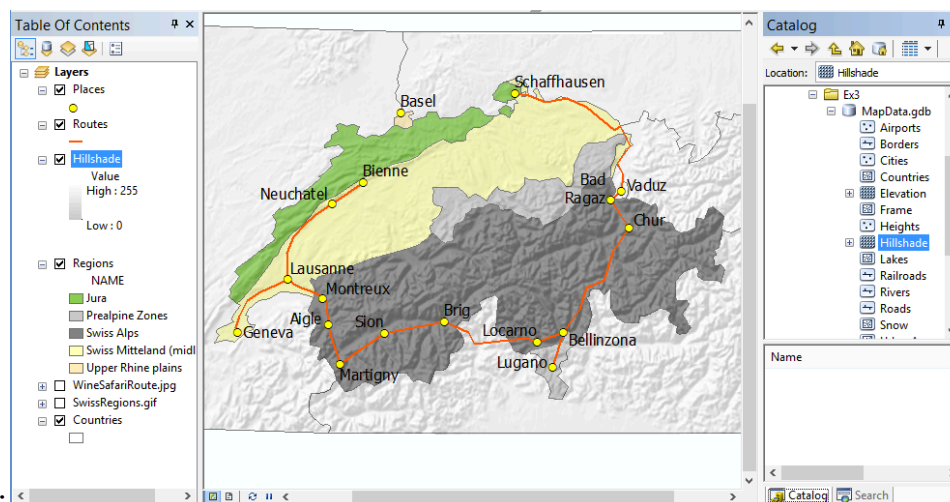 Table Of Contents
Layers
Places
Routes
Hillshade
Value
High : 255
Low : 0
Regions
NAME
Jura
Prealpine Zones
Swiss Alps
Swiss Mitteland (midl
Upper Rhine plains
WineSafariRoute.jpg
SwissRegions.gif
Countries
Schaffhausen
Basel
Bienne
Neuchatel
Bad
Ragaz
Vaduz
Chur
Lausanne
Montreux
Aigle
Sion
Brig
Geneva
Martigny
Locarno
Bellinzona
Lugano
Catalog
Location: Hillshade
Ex3
MapData.gdb
Airports
Borders
Cities
Countries
Elevation
Frame
Heights
Hillshade
Lakes
Railroads
Rivers
Roads
Snow
Name
Catalog Search